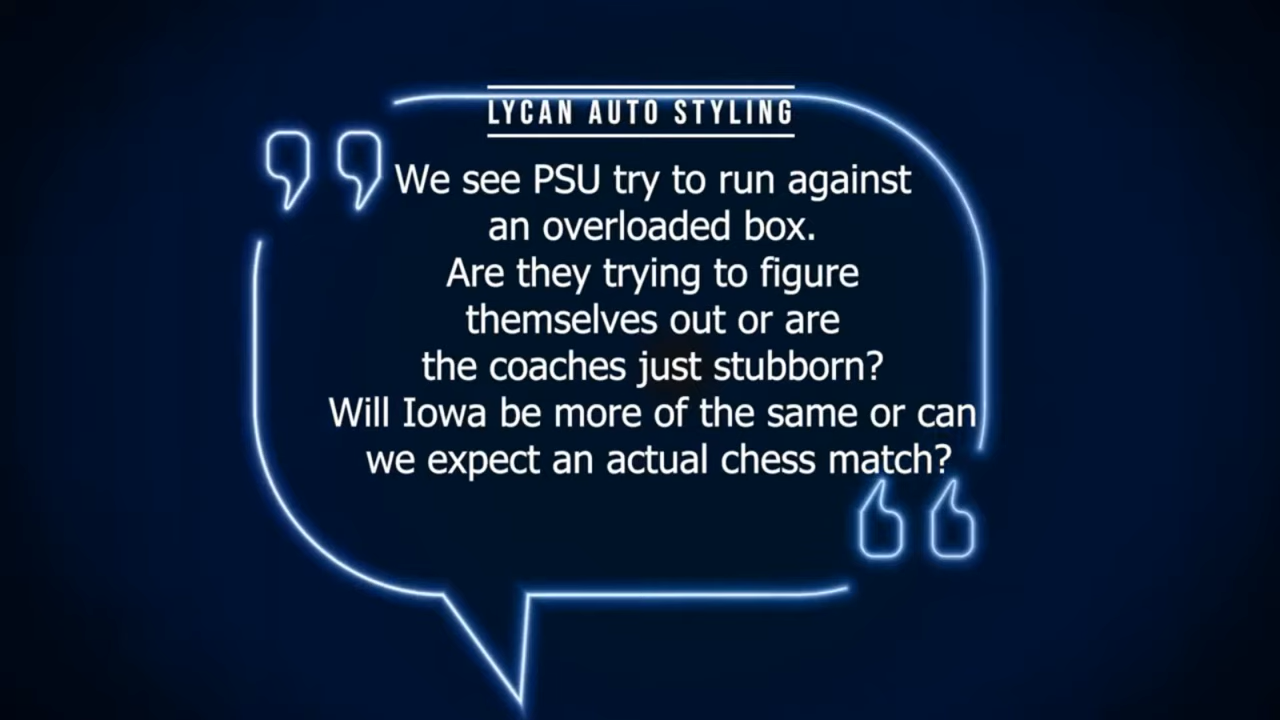 LYCAN AUTO STYLING
We see PSU try to run against
an overloaded box.
Are they trying to figure
themselves out or are
the coaches just stubborn?
Will Iowa be more of the same or can
we expect an actual chess match?